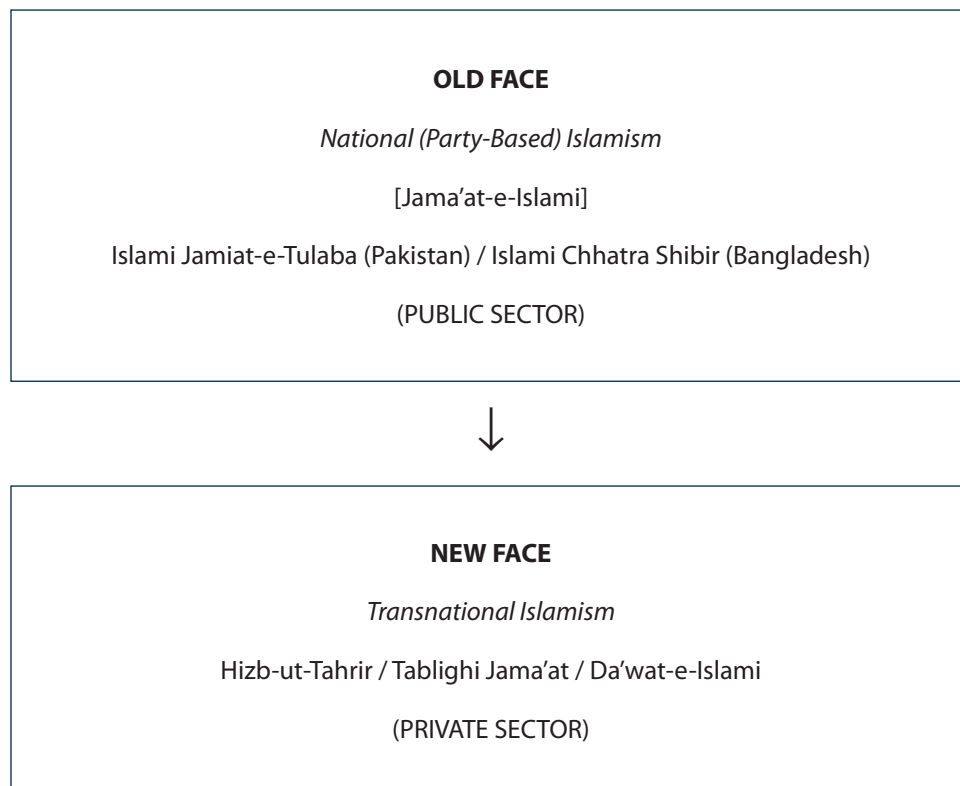 OLD FACE
National (Party-Based) Islamism
[Jama’at-e-Islami]
Islami Jamiat-e-Tulaba (Pakistan) / Islami Chhatra Shibir (Bangladesh)
(PUBLIC SECTOR)
↓
NEW FACE
Transnational Islamism
Hizb-ut-Tahrir / Tablighi Jama’at / Da’wat-e-Islami
(PRIVATE SECTOR)